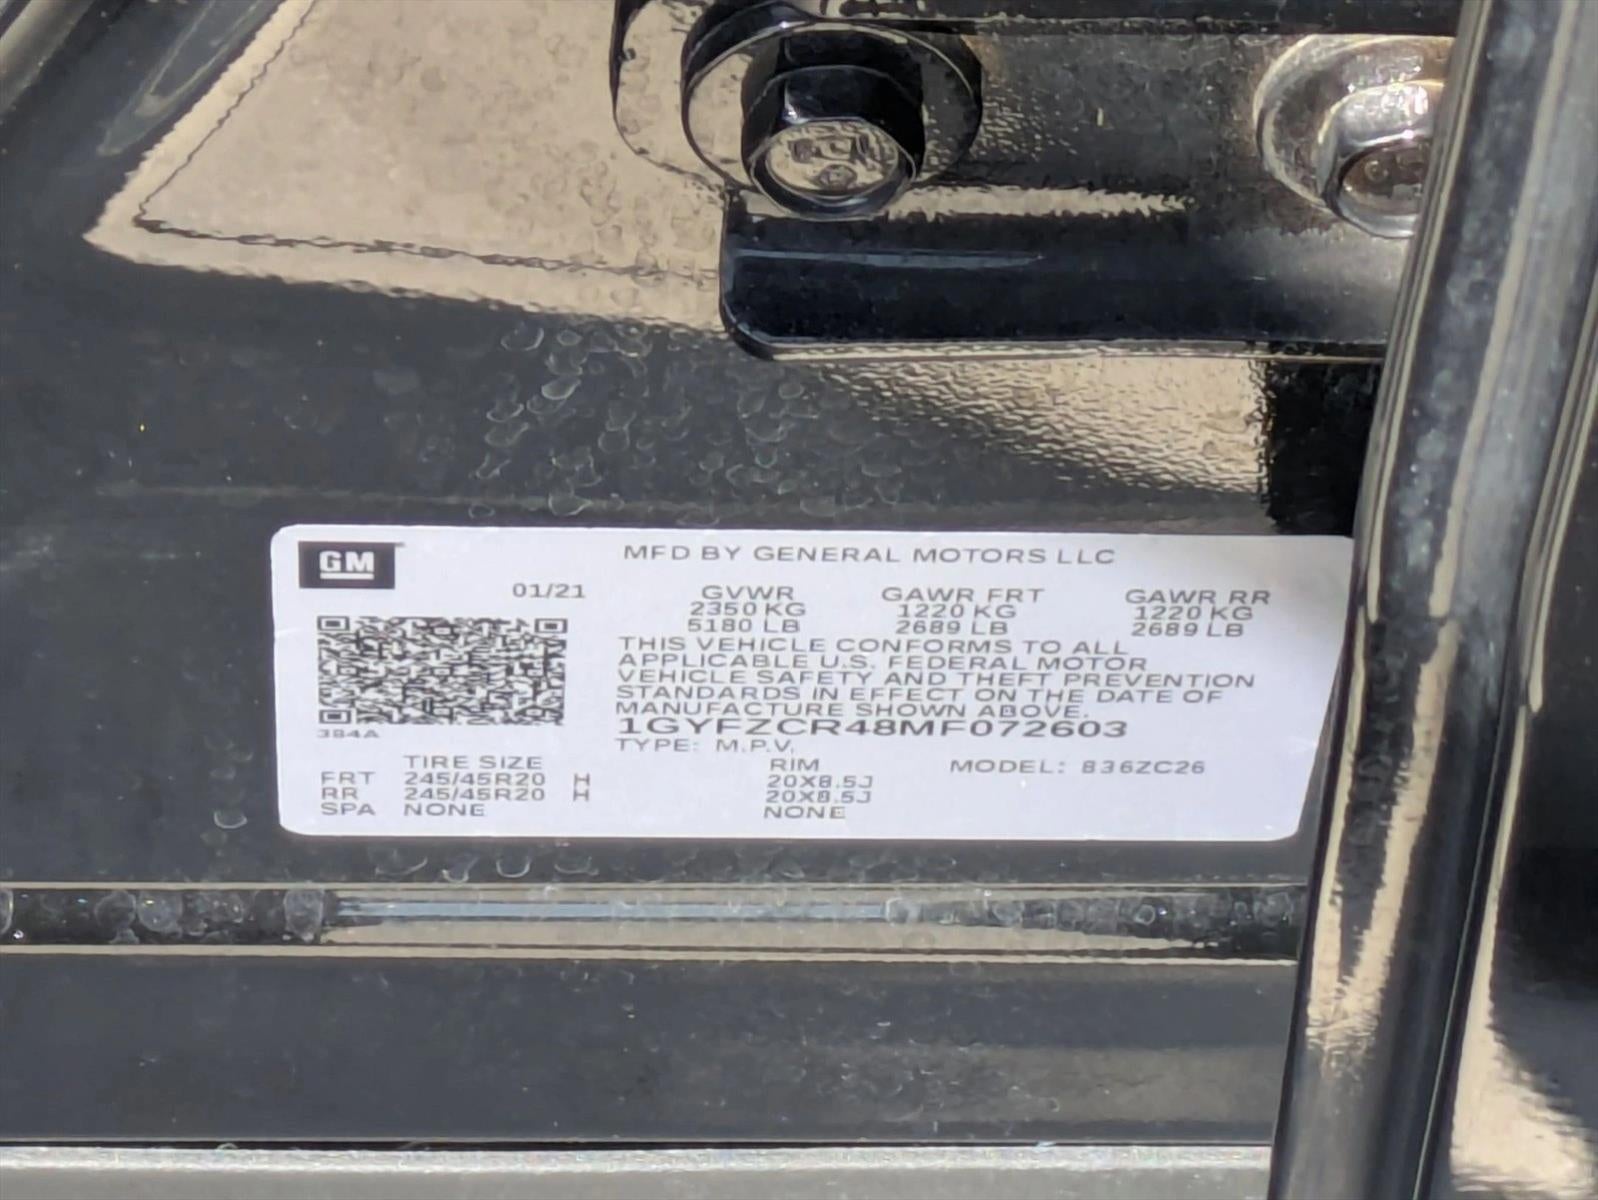 GM
MFD BY GENERAL MOTORS LLC
01/21
GVWR GAWR FRT GAWR RR
2350 KG 1220 KG 1220 KG
5180 LB 2689 LB 2689 LB
THIS VEHICLE CONFORMS TO ALL
APPLICABLE U.S. FEDERAL MOTOR
VEHICLE SAFETY AND THEFT PREVENTION
STANDARDS IN EFFECT ON THE DATE OF
MANUFACTURE SHOWN ABOVE.
1GYFZCR48MF072603
384A
TYPE: M.P.V.
TIRE SIZE RIM MODEL: 836ZC26
FRT 245/45R20 H 20X8.5J
RR 245/45R20 H 20X8.5J
SPA NONE NONE